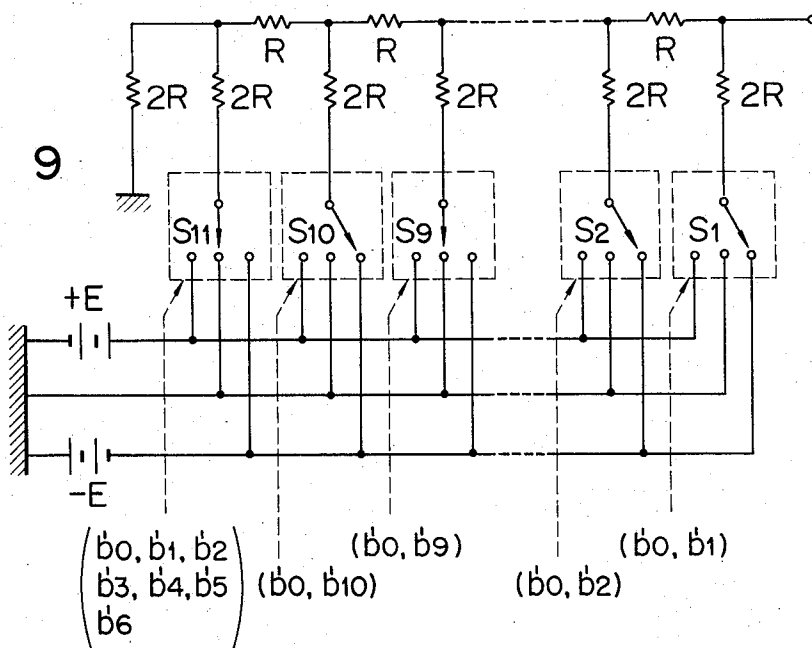 R R R
2R 2R 2R 2R 2R 2R
9
S11 S10 S9 S2 S1
+E
-E
(b'0, b'1, b'2
b'3, b'4, b'5
b'6)
(b'0, b'10)
(b'0, b'9)
(b'0, b'2)
(b'0, b'1)